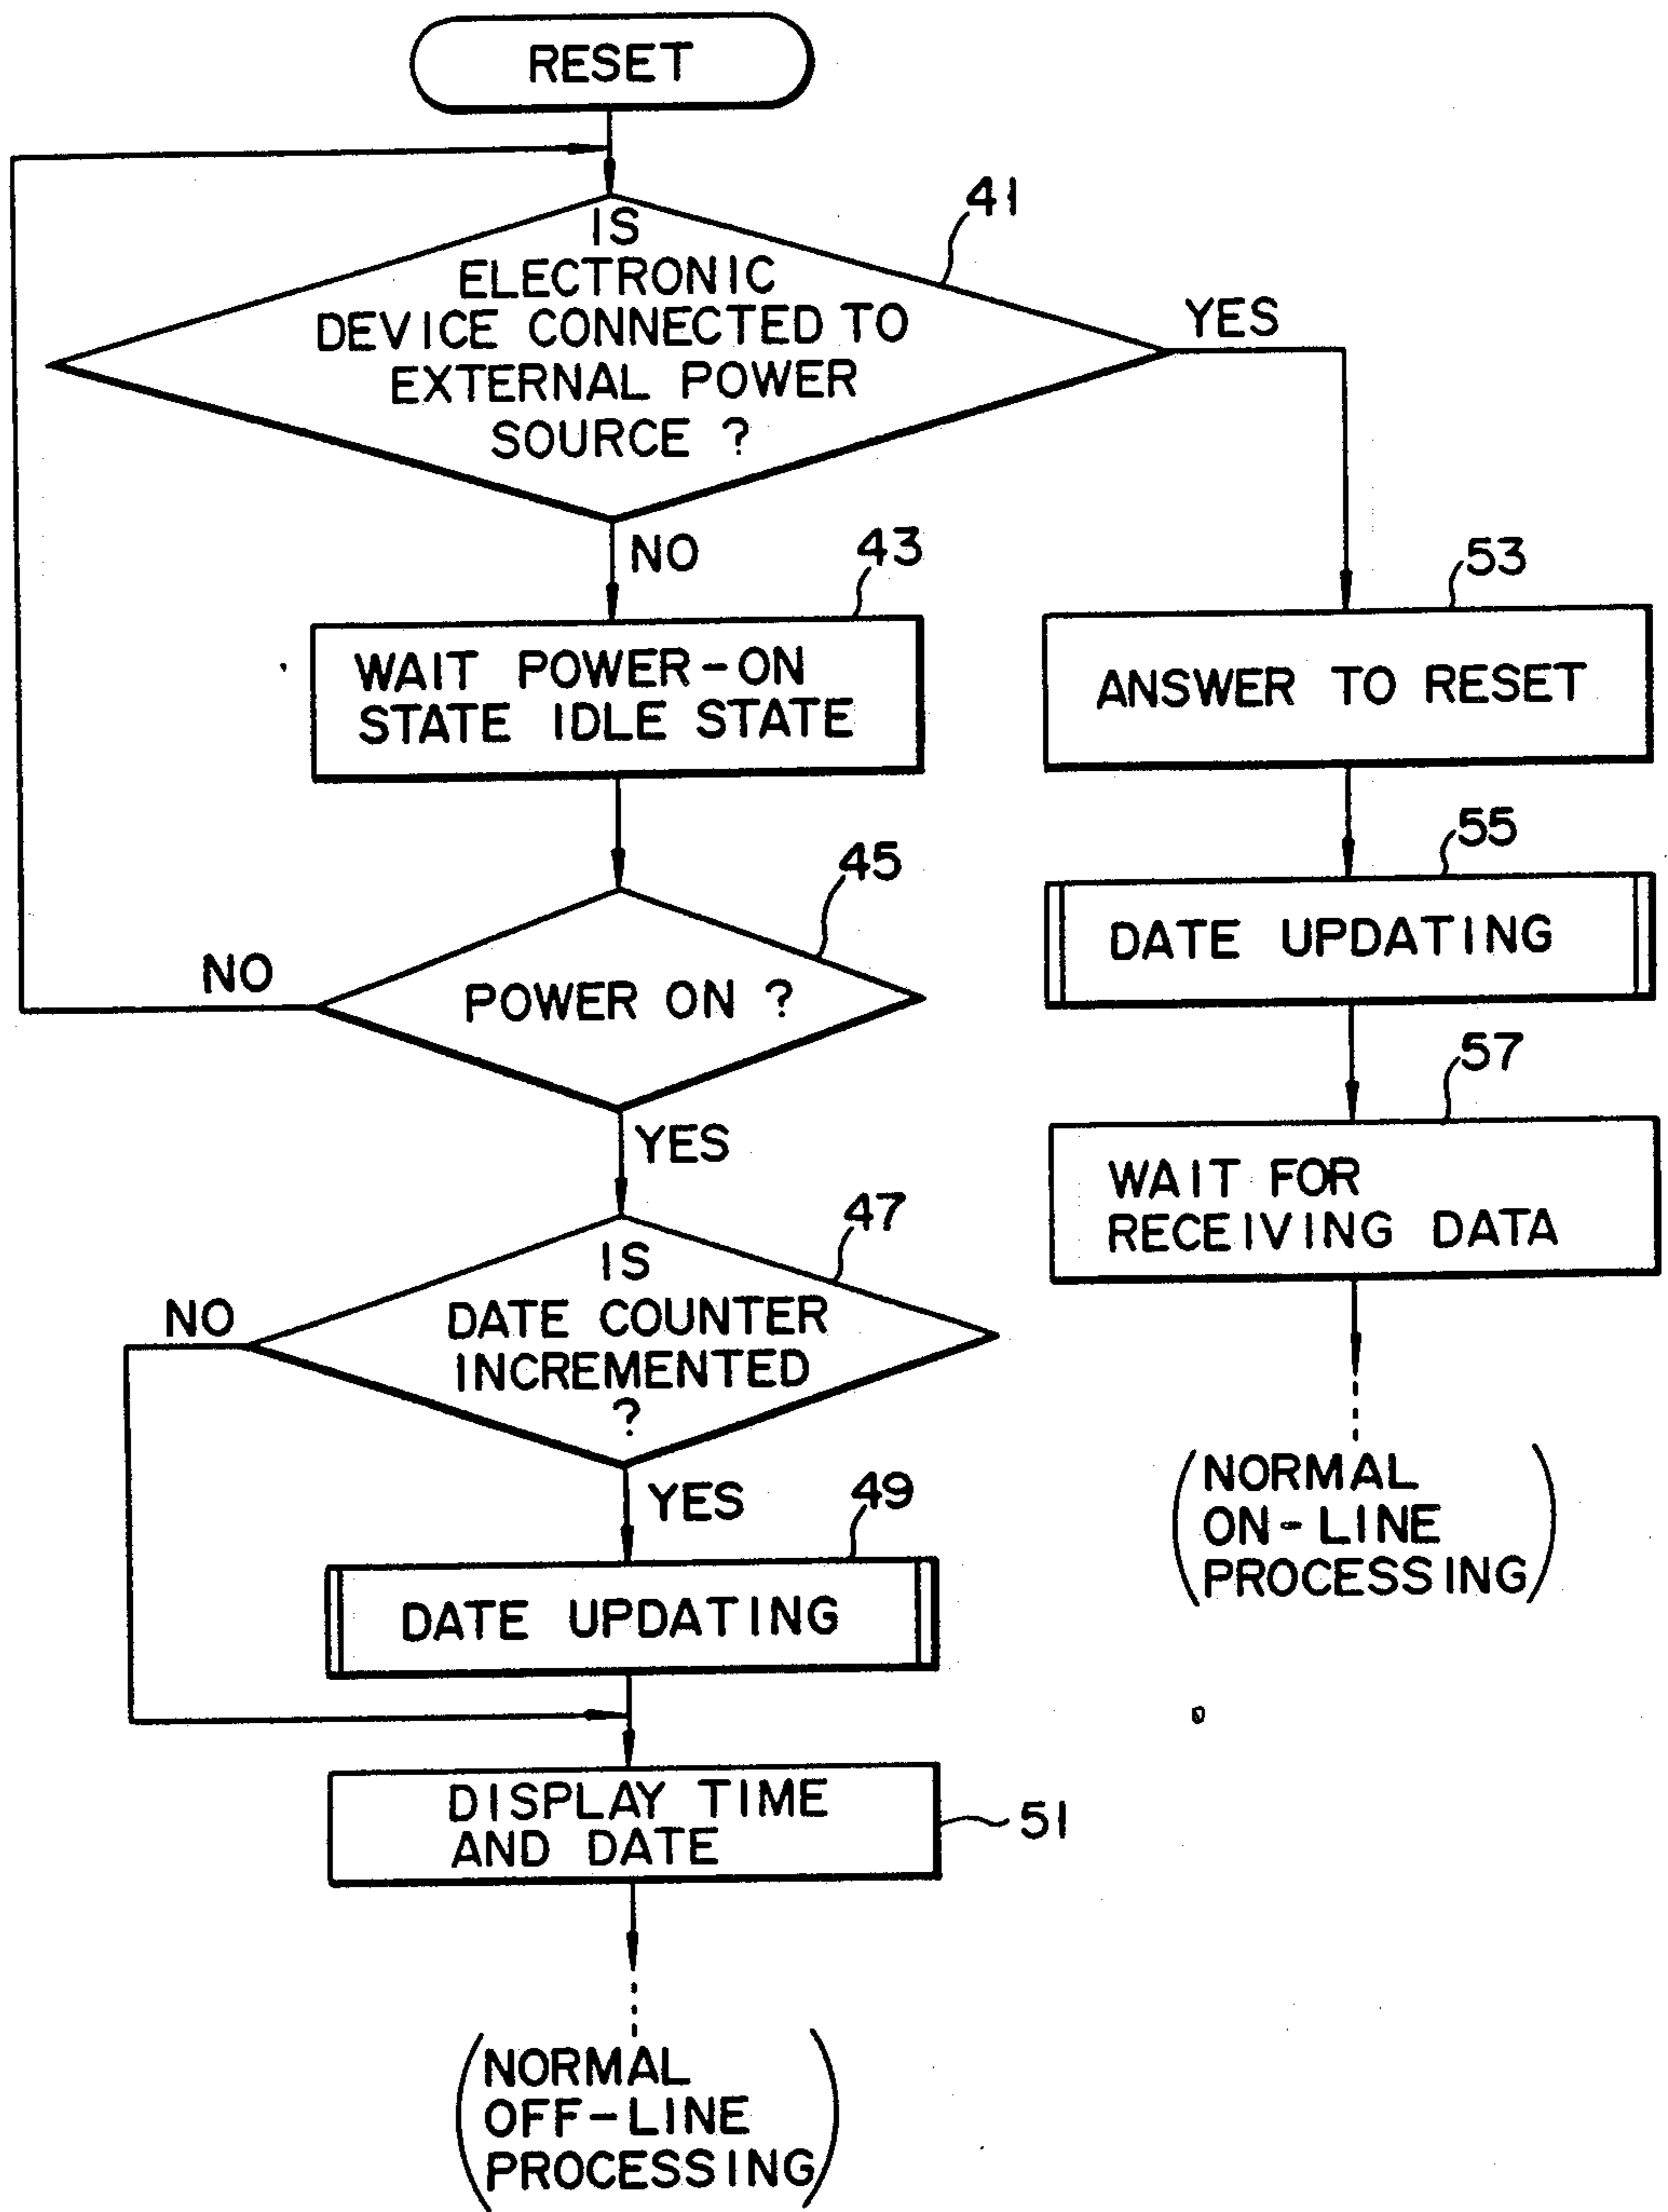 RESET
41
IS
ELECTRONIC
DEVICE CONNECTED TO
EXTERNAL POWER
SOURCE ?
YES
NO
43
WAIT POWER-ON
STATE IDLE STATE
45
POWER ON ?
NO
YES
47
IS
DATE COUNTER
INCREMENTED
?
NO
YES
49
DATE UPDATING
DISPLAY TIME
AND DATE
51
(NORMAL
OFF-LINE
PROCESSING)
53
ANSWER TO RESET
55
DATE UPDATING
57
WAIT FOR
RECEIVING DATA
(NORMAL
ON-LINE
PROCESSING)